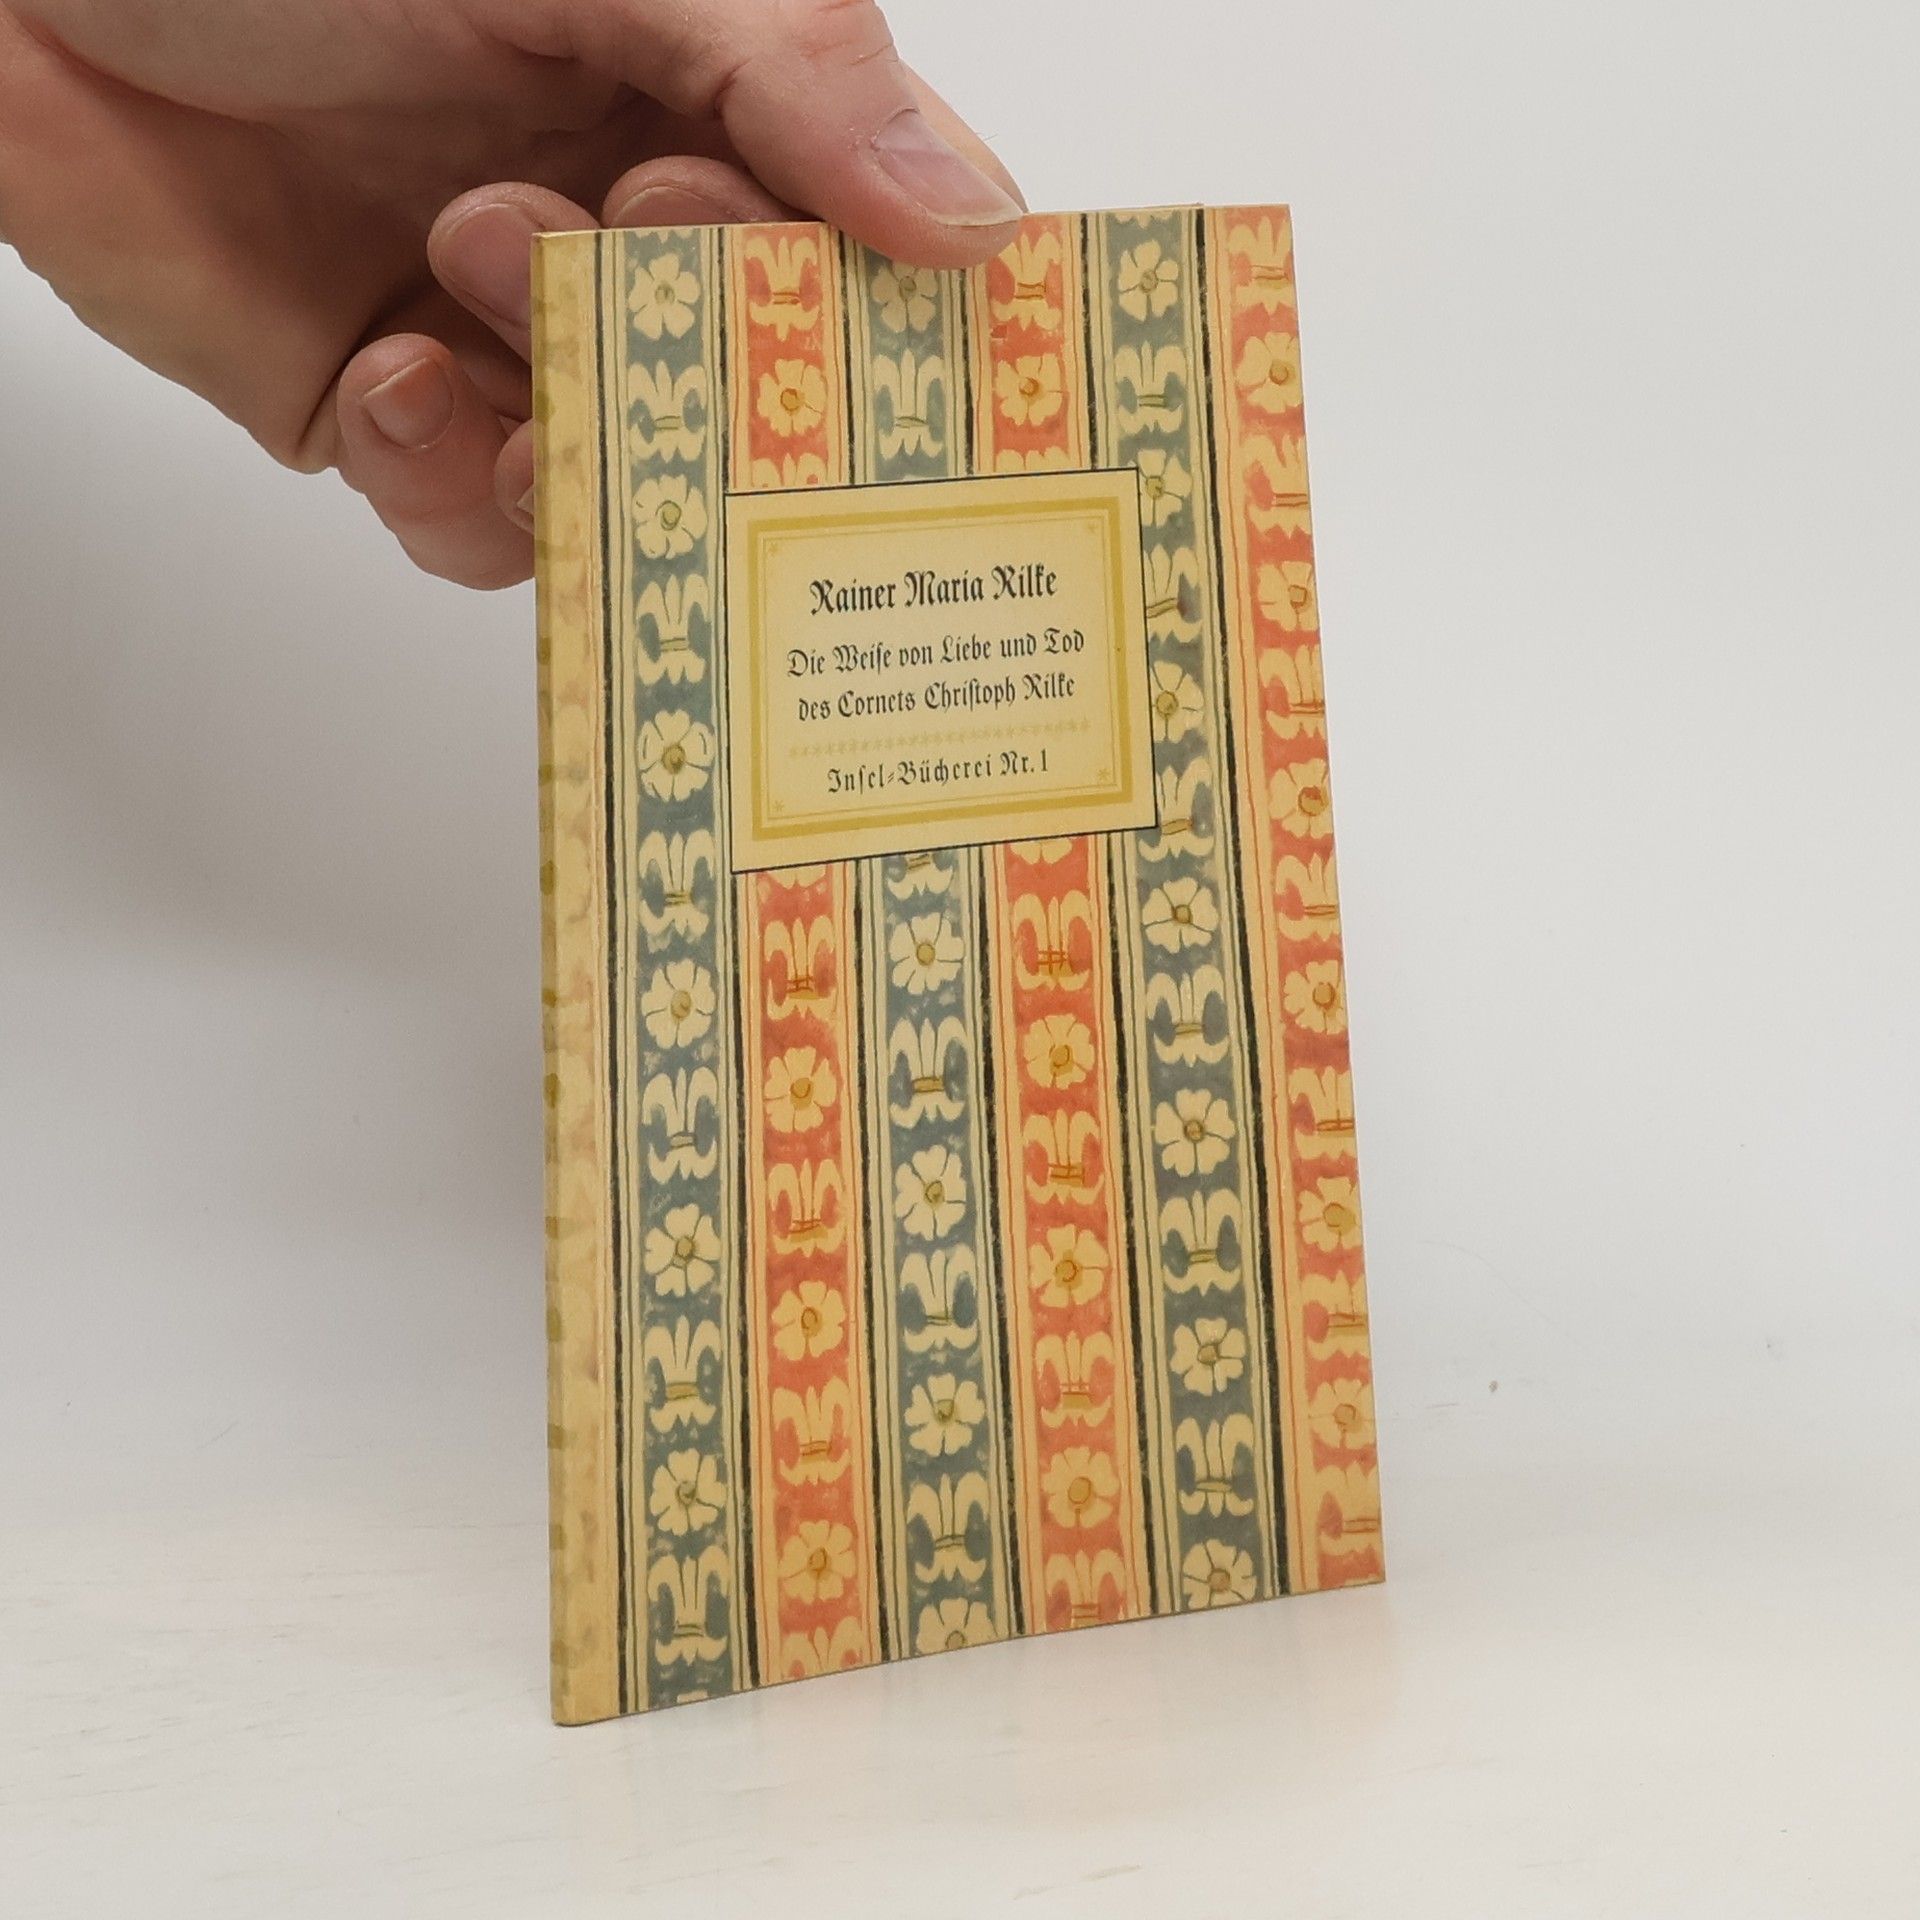 Rainer Maria Rilke
Die Weiſe von Liebe und Tod
des Cornets Chriſtoph Rilke
Inſel-Bücherei Nr. 1